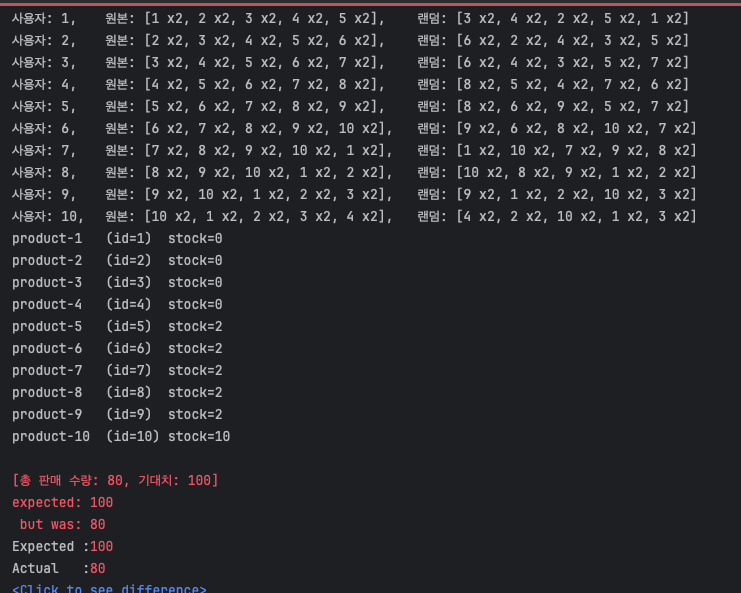 사용자: 1,    원본: [1 x2, 2 x2, 3 x2, 4 x2, 5 x2],    랜덤: [3 x2, 4 x2, 2 x2, 5 x2, 1 x2]
사용자: 2,    원본: [2 x2, 3 x2, 4 x2, 5 x2, 6 x2],    랜덤: [6 x2, 2 x2, 4 x2, 3 x2, 5 x2]
사용자: 3,    원본: [3 x2, 4 x2, 5 x2, 6 x2, 7 x2],    랜덤: [6 x2, 4 x2, 3 x2, 5 x2, 7 x2]
사용자: 4,    원본: [4 x2, 5 x2, 6 x2, 7 x2, 8 x2],    랜덤: [8 x2, 5 x2, 4 x2, 7 x2, 6 x2]
사용자: 5,    원본: [5 x2, 6 x2, 7 x2, 8 x2, 9 x2],    랜덤: [8 x2, 6 x2, 9 x2, 5 x2, 7 x2]
사용자: 6,    원본: [6 x2, 7 x2, 8 x2, 9 x2, 10 x2],   랜덤: [9 x2, 6 x2, 8 x2, 10 x2, 7 x2]
사용자: 7,    원본: [7 x2, 8 x2, 9 x2, 10 x2, 1 x2],   랜덤: [1 x2, 10 x2, 7 x2, 9 x2, 8 x2]
사용자: 8,    원본: [8 x2, 9 x2, 10 x2, 1 x2, 2 x2],   랜덤: [10 x2, 8 x2, 9 x2, 1 x2, 2 x2]
사용자: 9,    원본: [9 x2, 10 x2, 1 x2, 2 x2, 3 x2],   랜덤: [9 x2, 1 x2, 2 x2, 10 x2, 3 x2]
사용자: 10,   원본: [10 x2, 1 x2, 2 x2, 3 x2, 4 x2],   랜덤: [4 x2, 2 x2, 10 x2, 1 x2, 3 x2]
product-1   (id=1)  stock=0
product-2   (id=2)  stock=0
product-3   (id=3)  stock=0
product-4   (id=4)  stock=0
product-5   (id=5)  stock=2
product-6   (id=6)  stock=2
product-7   (id=7)  stock=2
product-8   (id=8)  stock=2
product-9   (id=9)  stock=2
product-10  (id=10) stock=10
[총 판매 수량: 80, 기대치: 100]
expected: 100
 but was: 80
Expected :100
Actual   :80
<Click to see difference>